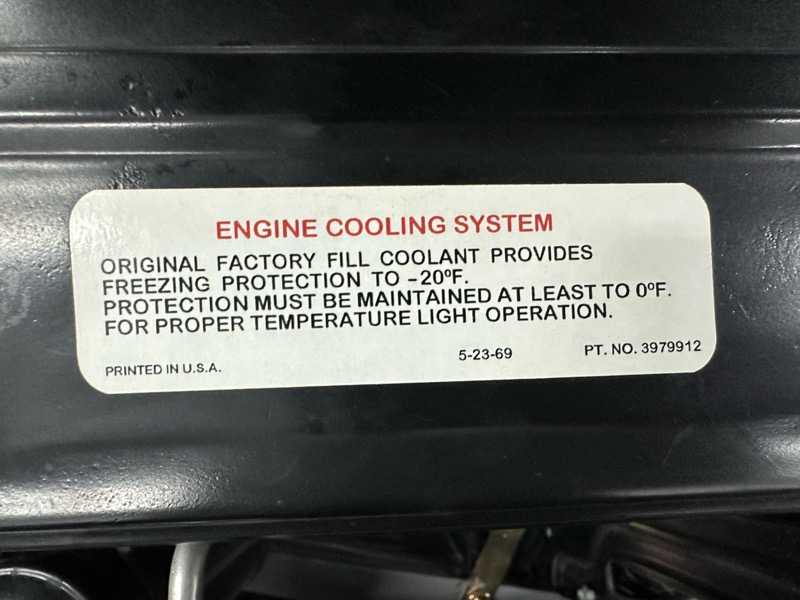 ENGINE COOLING SYSTEM
ORIGINAL FACTORY FILL COOLANT PROVIDES
FREEZING PROTECTION TO -20ºF.
PROTECTION MUST BE MAINTAINED AT LEAST TO 0ºF.
FOR PROPER TEMPERATURE LIGHT OPERATION.
PRINTED IN U.S.A. 5-23-69 PT. NO. 3979912